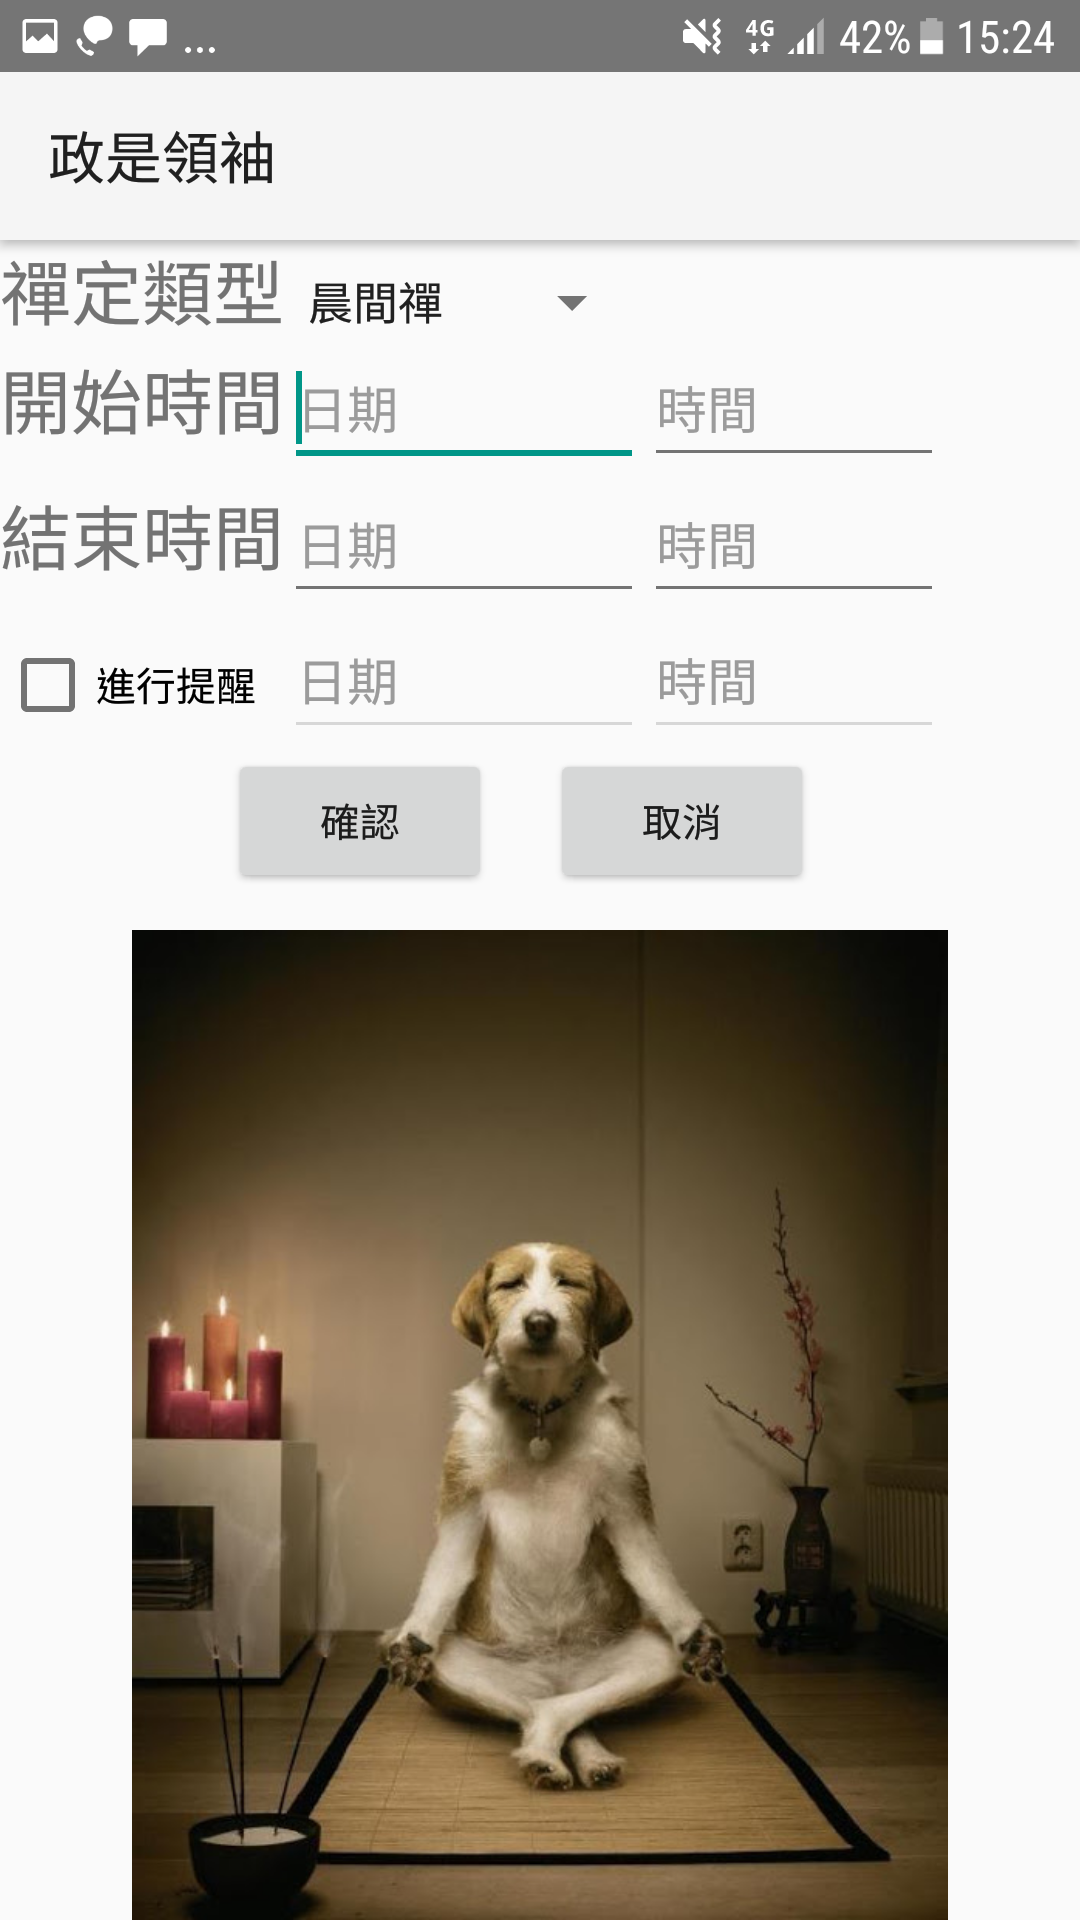 ... 4G 42% 15:24
政是領袖
禪定類型 晨間禪
開始時間 日期 時間
結束時間 日期 時間
進行提醒 日期 時間
確認 取消